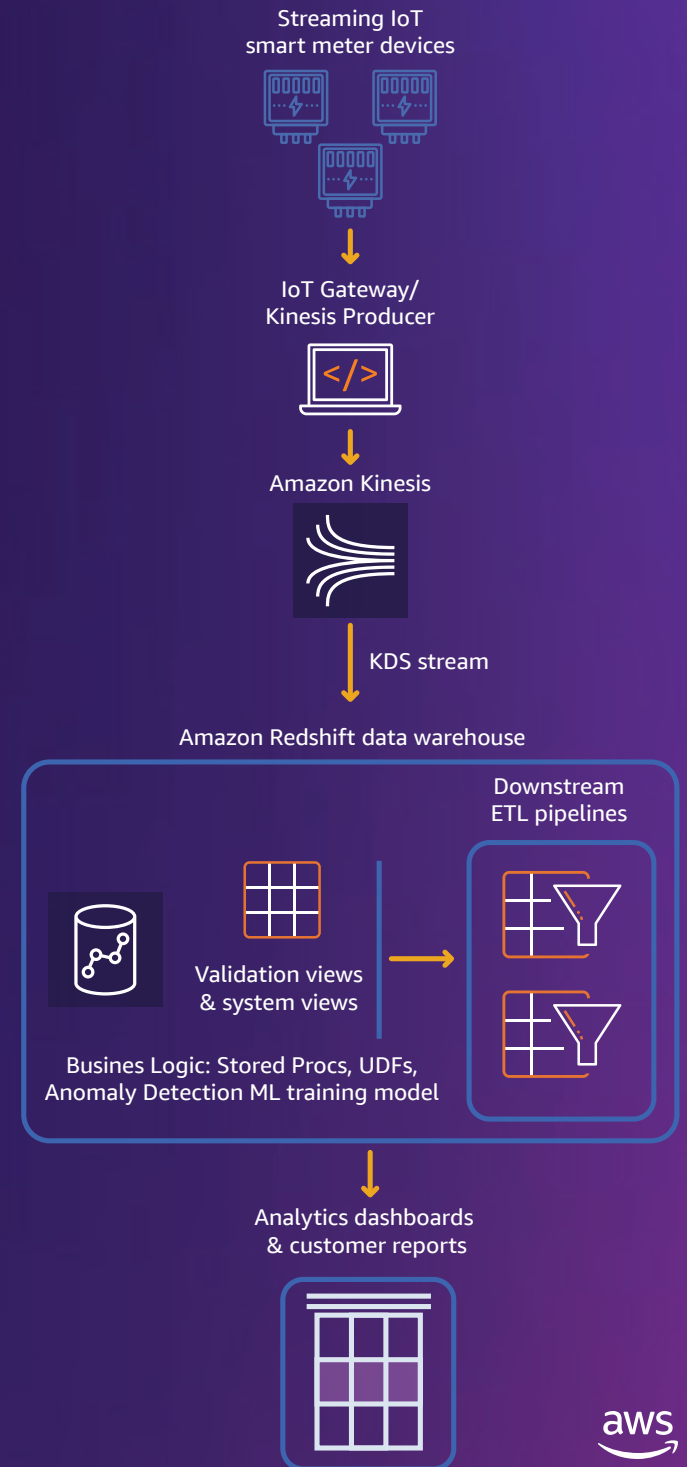 Streaming IoT
smart meter devices
IoT Gateway/
Kinesis Producer
</>
Amazon Kinesis
KDS stream
Amazon Redshift data warehouse
Downstream
ETL pipelines
Validation views
& system views
Busines Logic: Stored Procs, UDFs,
Anomaly Detection ML training model
Analytics dashboards
& customer reports
aws